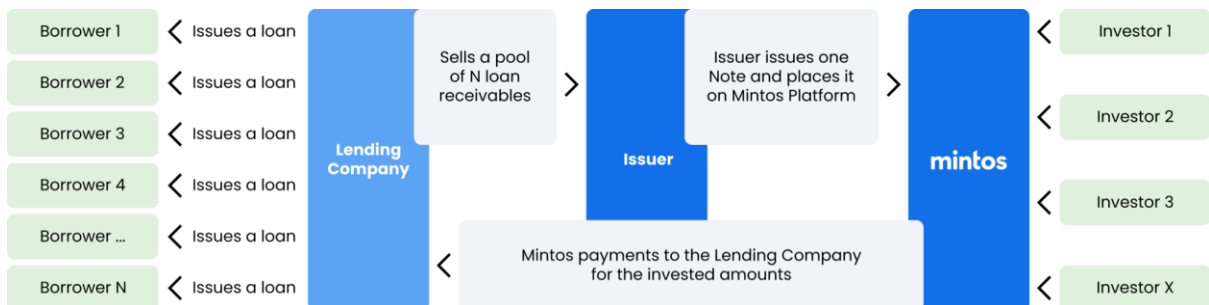 Borrower 1
Issues a loan
Borrower 2
Issues a loan
Borrower 3
Issues a loan
Borrower 4
Issues a loan
Borrower ...
Issues a loan
Borrower N
Issues a loan
Lending
Company
Sells a pool
of N loan
receivables
Issuer
Issuer issues one
Note and places it
on Mintos Platform
mintos
Mintos payments to the Lending Company
for the invested amounts
Investor 1
Investor 2
Investor 3
Investor X